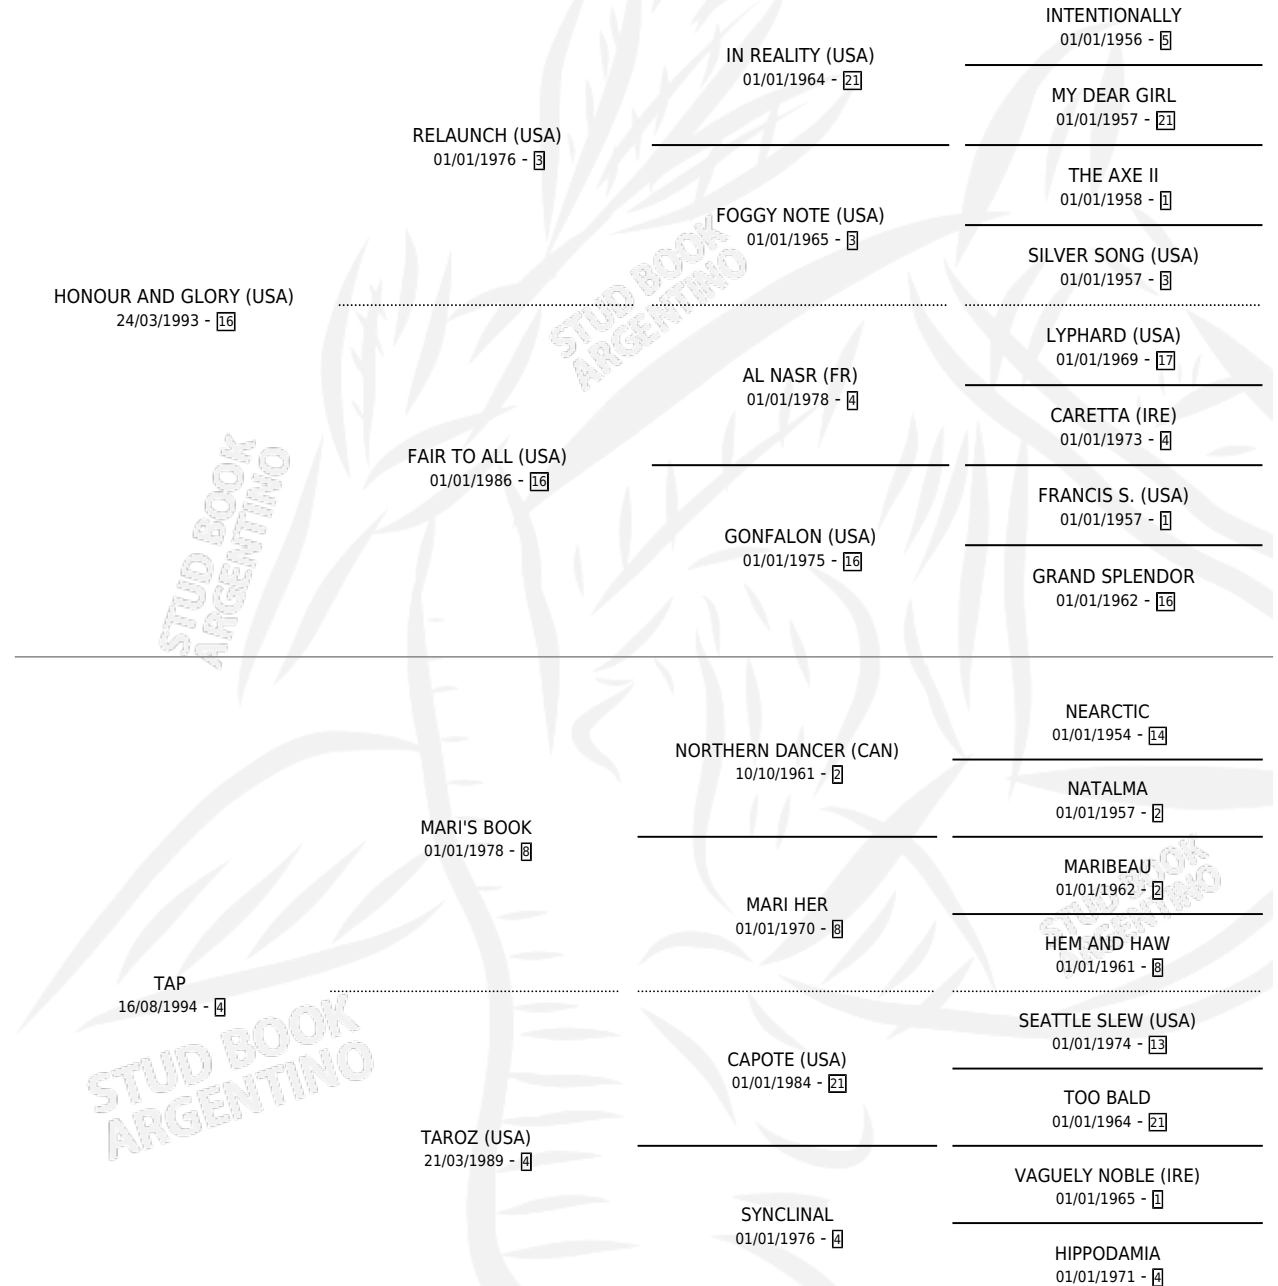 INTENTIONALLY
01/01/1956 - 5
IN REALITY (USA)
01/01/1964 - 21
MY DEAR GIRL
01/01/1957 - 21
RELAUNCH (USA)
01/01/1976 - 3
THE AXE II
01/01/1958 - 1
FOGGY NOTE (USA)
01/01/1965 - 3
SILVER SONG (USA)
01/01/1957 - 3
HONOUR AND GLORY (USA)
24/03/1993 - 16
LYPHARD (USA)
01/01/1969 - 17
AL NASR (FR)
01/01/1978 - 4
CARETTA (IRE)
01/01/1973 - 4
FAIR TO ALL (USA)
01/01/1986 - 16
FRANCIS S. (USA)
01/01/1957 - 1
GONFALON (USA)
01/01/1975 - 16
GRAND SPLENDOR
01/01/1962 - 16
NEARCTIC
01/01/1954 - 14
NORTHERN DANCER (CAN)
10/10/1961 - 2
NATALMA
01/01/1957 - 2
MARI'S BOOK
01/01/1978 - 8
MARIBEAU
01/01/1962 - 2
MARI HER
01/01/1970 - 8
HEM AND HAW
01/01/1961 - 8
TAP
16/08/1994 - 4
SEATTLE SLEW (USA)
01/01/1974 - 13
CAPOTE (USA)
01/01/1984 - 21
TOO BALD
01/01/1964 - 21
TAROZ (USA)
21/03/1989 - 4
VAGUELY NOBLE (IRE)
01/01/1965 - 1
SYNCLINAL
01/01/1976 - 4
HIPPODAMIA
01/01/1971 - 4
STUD BOOK
ARGENTINO
STUD BOOK
ARGENTINO
STUD BOOK
ARGENTINO
STUD BOOK
ARGENTINO